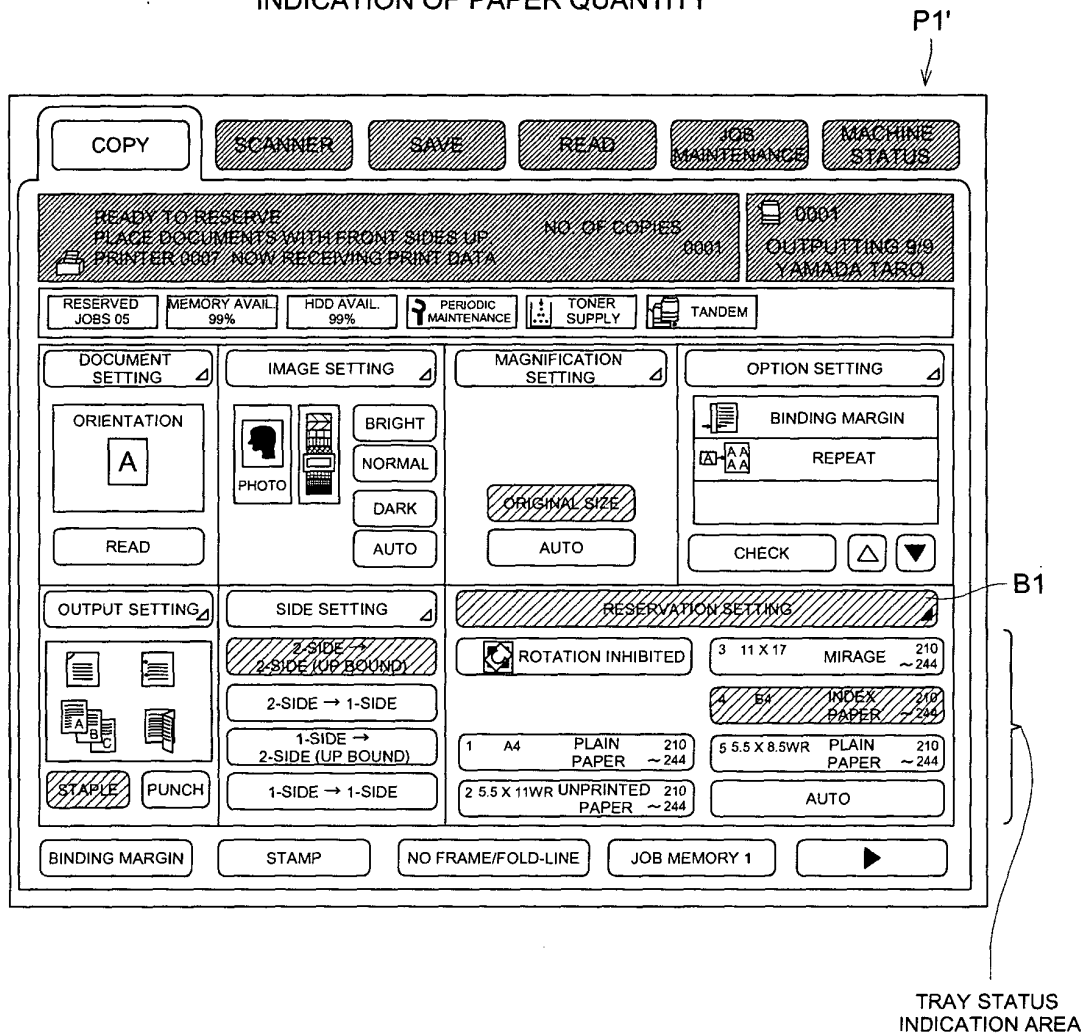 INDICATION OF PAPER QUANTITY
P1'
COPY
SCANNER
SAVE
READ
JOB
MAINTENANCE
MACHINE
STATUS
READY TO RESERVE
PLACE DOCUMENTS WITH FRONT SIDES UP.
PRINTER 0007 NOW RECEIVING PRINT DATA
NO. OF COPIES
0001
0001
OUTPUTTING 9/9
YAMADA TARO
RESERVED
JOBS 05
MEMORY AVAIL.
99%
HDD AVAIL.
99%
PERIODIC
MAINTENANCE
TONER
SUPPLY
TANDEM
DOCUMENT
SETTING
IMAGE SETTING
MAGNIFICATION
SETTING
OPTION SETTING
ORIENTATION
A
READ
PHOTO
BRIGHT
NORMAL
DARK
AUTO
ORIGINAL SIZE
AUTO
BINDING MARGIN
A A A
A A
REPEAT
CHECK
B1
OUTPUT SETTING
SIDE SETTING
RESERVATION SETTING
A B C
STAPLE
PUNCH
2-SIDE →
2-SIDE (UP BOUND)
2-SIDE → 1-SIDE
1-SIDE →
2-SIDE (UP BOUND)
1-SIDE → 1-SIDE
ROTATION INHIBITED
3 11 X 17 MIRAGE 210
~244
4 B4 INDEX 210
PAPER ~244
1 A4 PLAIN 210
PAPER ~244
5 5.5 X 8.5WR PLAIN 210
PAPER ~244
2 5.5 X 11WR UNPRINTED 210
PAPER ~244
AUTO
BINDING MARGIN
STAMP
NO FRAME/FOLD-LINE
JOB MEMORY 1
TRAY STATUS
INDICATION AREA